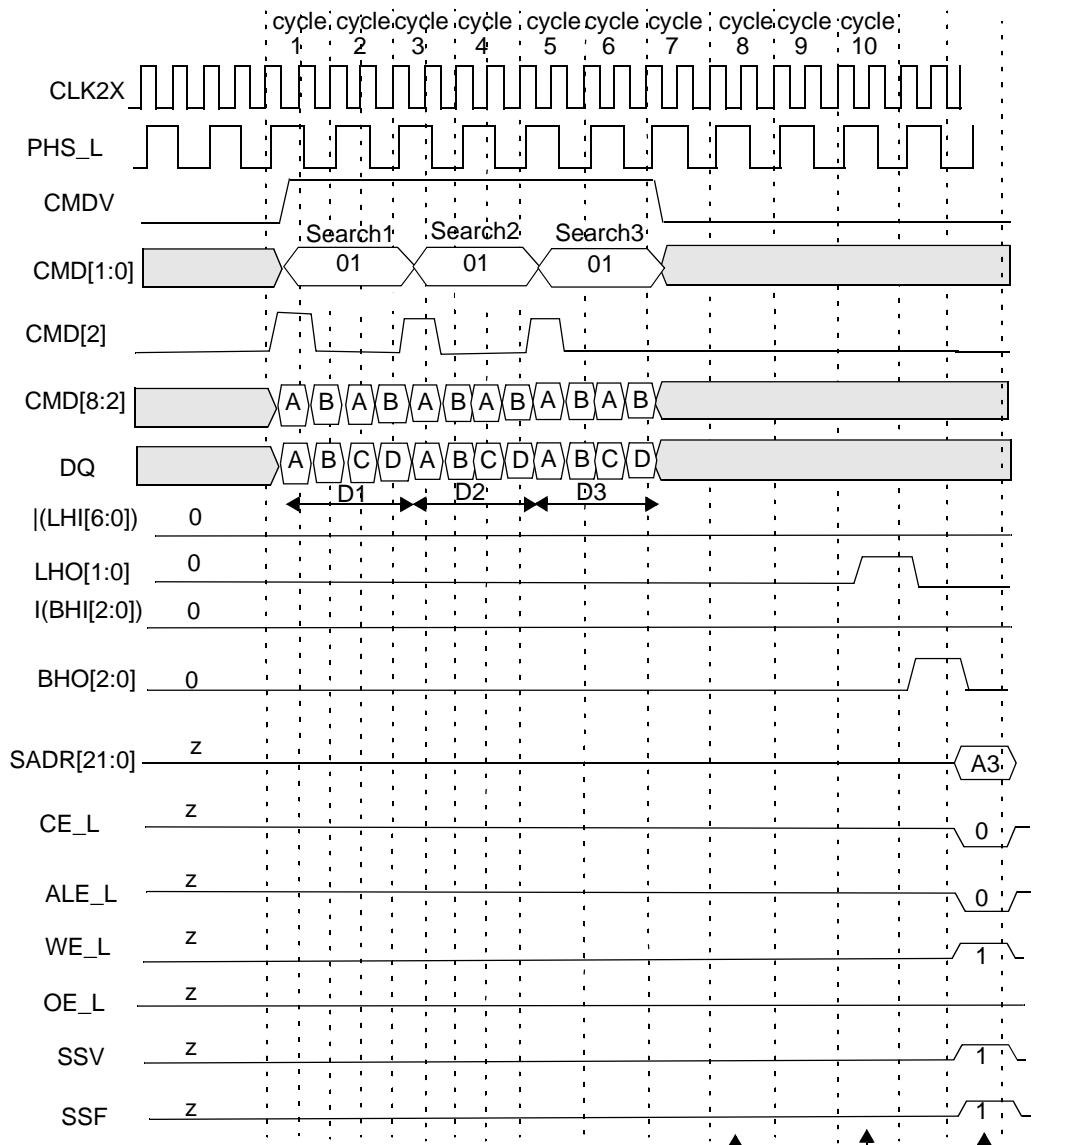 cycle cycle cycle cycle cycle cycle cycle cycle cycle cycle
1 2 3 4 5 6 7 8 9 10
CLK2X
PHS_L
CMDV
Search1 Search2 Search3
CMD[1:0] 01 01 01
CMD[2]
CMD[8:2] A B A B A B A B A B A B
DQ A B C D A B C D A B C D
D1 D2 D3
|(LHI[6:0]) 0
LHO[1:0] 0
I(BHI[2:0]) 0
BHO[2:0] 0
SADR[21:0] z A3
CE_L z 0
ALE_L z 0
WE_L z 1
OE_L z
SSV z 1
SSF z 1